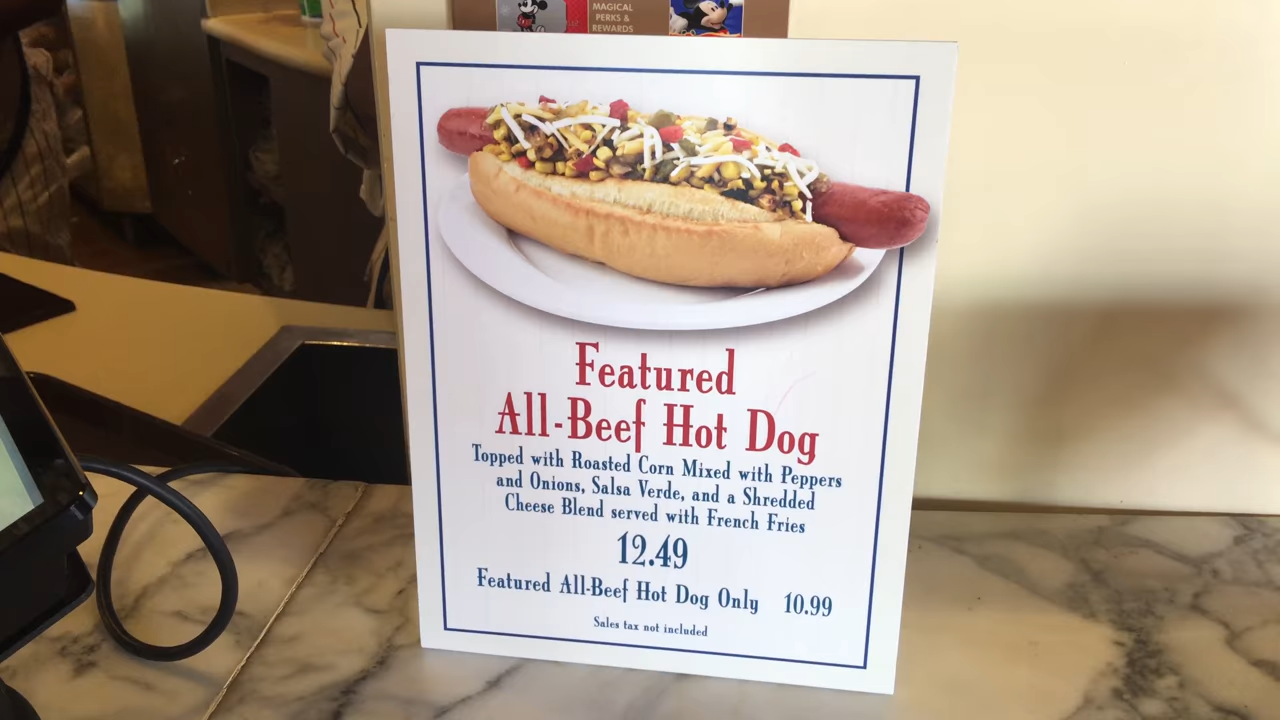 MAGICAL
PERKS &
REWARDS
Featured
All-Beef Hot Dog
Topped with Roasted Corn Mixed with Peppers
and Onions, Salsa Verde, and a Shredded
Cheese Blend served with French Fries
12.49
Featured All-Beef Hot Dog Only 10.99
Sales tax not included